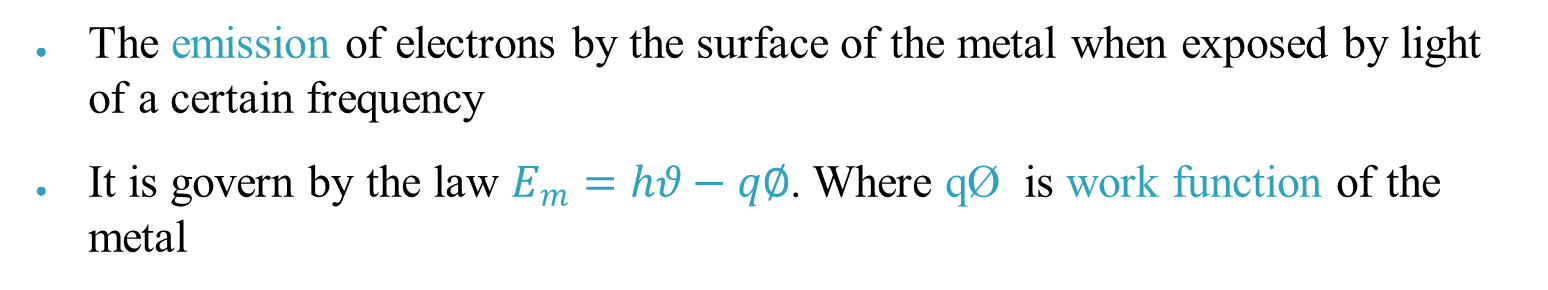 • The emission of electrons by the surface of the metal when exposed by light
of a certain frequency
• It is govern by the law 𝐸𝑚 = ℎ𝜗 − 𝑞∅. Where qØ is work function of the
metal